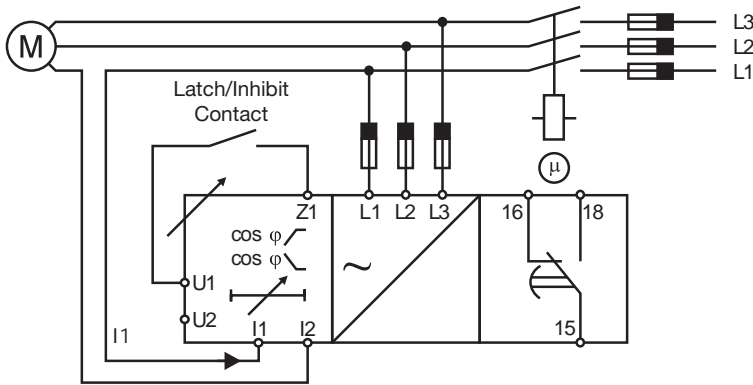 L3
M
L2
L1
Latch/Inhibit
Contact
μ
Z1
L1
L2
L3
16
18
cos φ
cos φ
~
U1
U2
I1
I1
I2
15